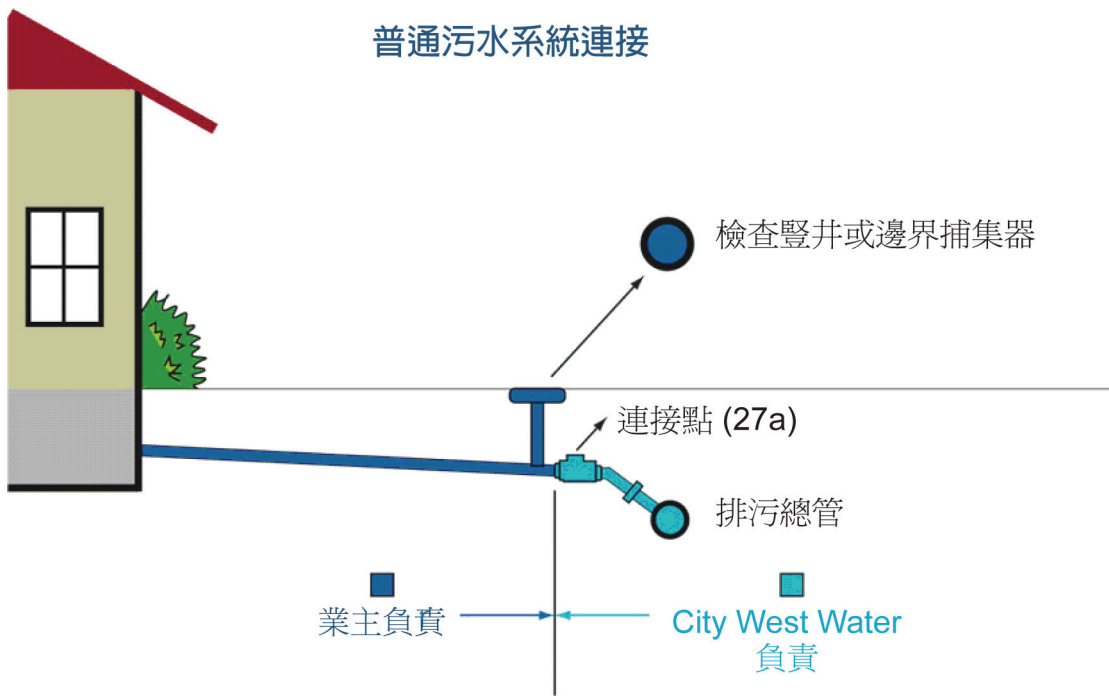 普通污水系統連接
檢查豎井或邊界捕集器
連接點 (27a)
排污總管
業主負責
City West Water
負責